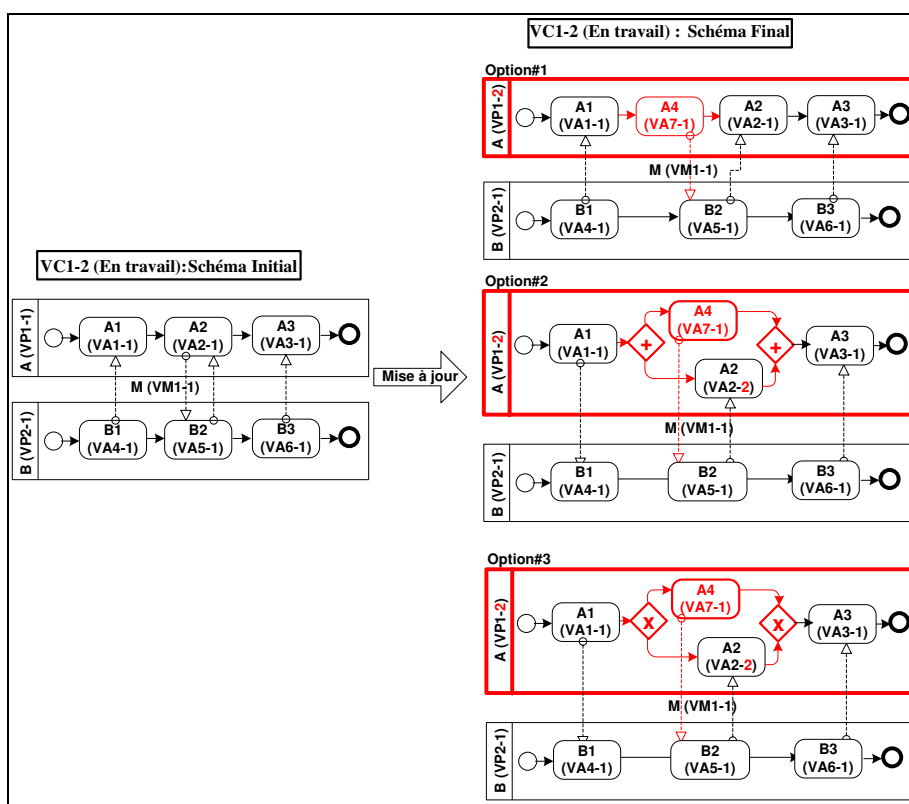 VC1-2 (En travail) : Schéma Final
Option#1
A (VP1-2)
A1
(VA1-1)
A4
(VA7-1)
A2
(VA2-1)
A3
(VA3-1)
M (VM1-1)
B (VP2-1)
B1
(VA4-1)
B2
(VA5-1)
B3
(VA6-1)
VC1-2 (En travail):Schéma Initial
A (VP1-1)
A1
(VA1-1)
A2
(VA2-1)
A3
(VA3-1)
M (VM1-1)
B (VP2-1)
B1
(VA4-1)
B2
(VA5-1)
B3
(VA6-1)
Mise à jour
Option#2
A (VP1-2)
A1
(VA1-1)
+
A4
(VA7-1)
A2
(VA2-2)
+
A3
(VA3-1)
M (VM1-1)
B (VP2-1)
B1
(VA4-1)
B2
(VA5-1)
B3
(VA6-1)
Option#3
A (VP1-2)
A1
(VA1-1)
X
A4
(VA7-1)
A2
(VA2-2)
X
A3
(VA3-1)
M (VM1-1)
B (VP2-1)
B1
(VA4-1)
B2
(VA5-1)
B3
(VA6-1)